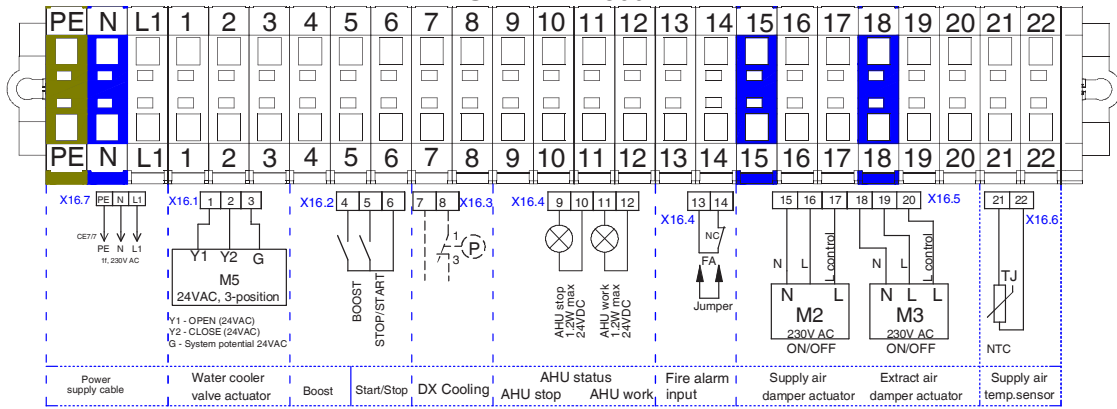 PE N L1 1 2 3 4 5 6 7 8 9 10 11 12 13 14 15 16 17 18 19 20 21 22
PE N L1 1 2 3 4 5 6 7 8 9 10 11 12 13 14 15 16 17 18 19 20 21 22
X16.7 PE N L1
CE7/7
PE N L1
1f, 230V AC
Power
supply cable
X16.1 1 2 3
Y1 Y2 G
M5
24VAC, 3-position
Y1 - OPEN (24VAC)
Y2 - CLOSE (24VAC)
G - System potential 24VAC
Water cooler
valve actuator
X16.2 4 5 6
BOOST
STOP/START
Boost
Start/Stop
7 8 X16.3
1
3
P
DX Cooling
X16.4 9 10 11 12
AHU stop
1.2W max
24VDC
AHU work
1.2W max
24VDC
AHU status
AHU stop AHU work
13 14
X16.4
NC
FA
Jumper
Fire alarm
input
15 16 17 18 19 20 X16.5
N L L control
N L
M2
230V AC
ON/OFF
Supply air
damper actuator
N L L control
N L L
M3
230V AC
ON/OFF
Extract air
damper actuator
21 22
X16.6
TJ
NTC
Supply air
temp.sensor